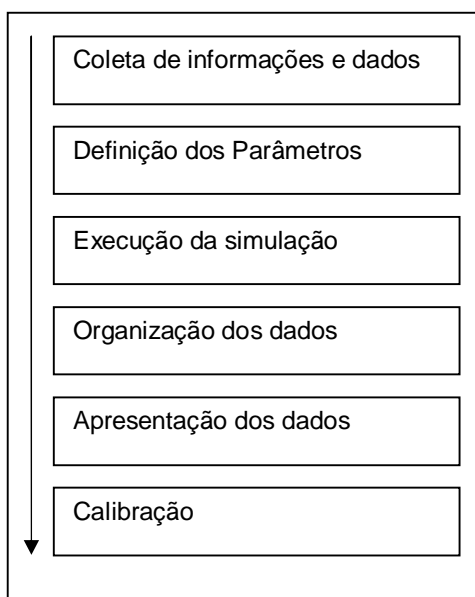 Coleta de informações e dados
Definição dos Parâmetros
Execução da simulação
Organização dos dados
Apresentação dos dados
Calibração